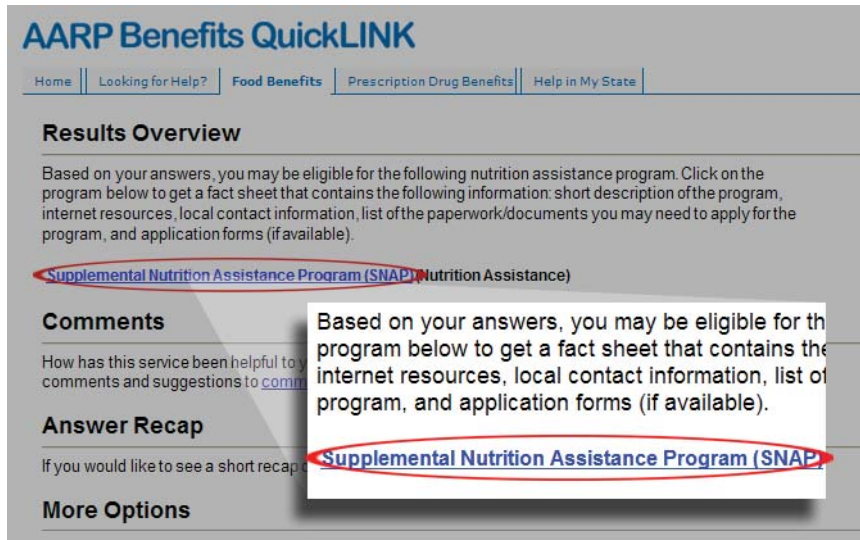 AARP Benefits QuickLINK
Home Looking for Help? Food Benefits Prescription Drug Benefits Help in My State
Results Overview
Based on your answers, you may be eligible for the following nutrition assistance program. Click on the
program below to get a fact sheet that contains the following information: short description of the program,
internet resources, local contact information, list of the paperwork/documents you may need to apply for the
program, and application forms (if available).
Supplemental Nutrition Assistance Program (SNAP) (Nutrition Assistance)
Comments
How has this service been helpful to y
comments and suggestions to comm
Answer Recap
If you would like to see a short recap
More Options
Based on your answers, you may be eligible for th
program below to get a fact sheet that contains the
internet resources, local contact information, list of
program, and application forms (if available).
Supplemental Nutrition Assistance Program (SNAP)